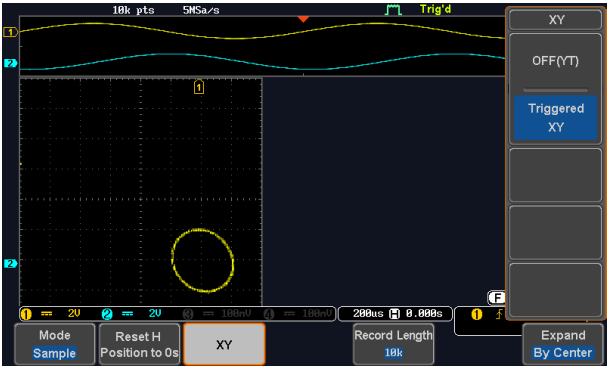 10k pts 5MSa/s Trig'd
XY
1
2
OFF(YT)
1
Triggered
XY
2
F
1 2V 2 2V 3 100mV 4 100mV 200us H 0.000s 1
Mode
Sample
Reset H
Position to 0s
XY
Record Length
10k
Expand
By Center